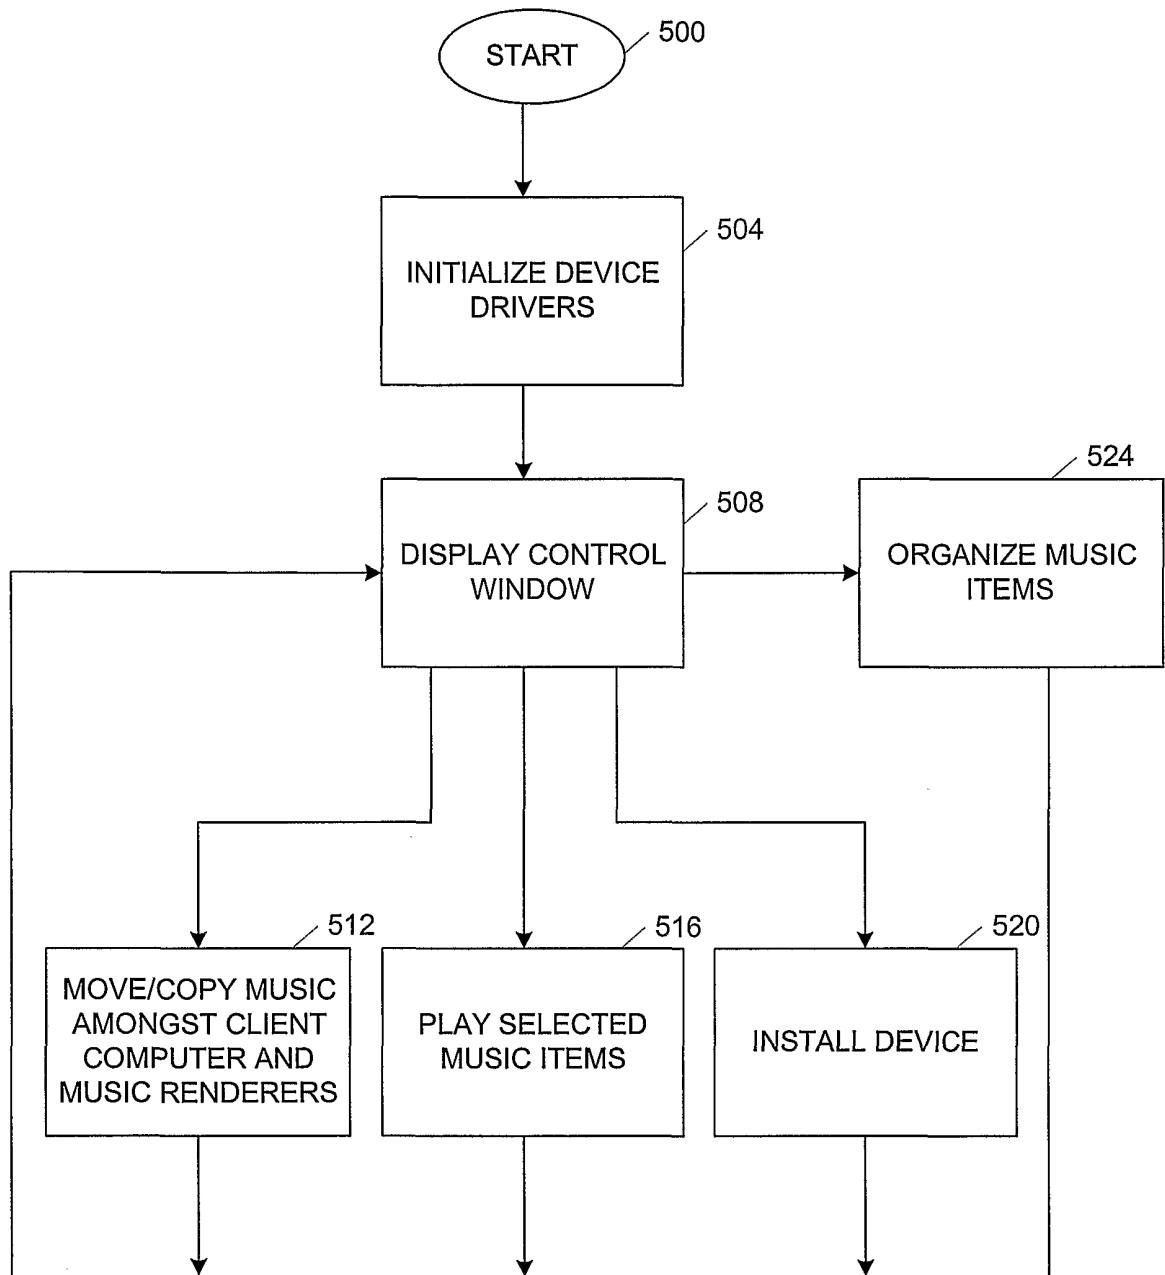 START
500
INITIALIZE DEVICE
DRIVERS
504
DISPLAY CONTROL
WINDOW
508
ORGANIZE MUSIC
ITEMS
524
MOVE/COPY MUSIC
AMONGST CLIENT
COMPUTER AND
MUSIC RENDERERS
512
PLAY SELECTED
MUSIC ITEMS
516
INSTALL DEVICE
520